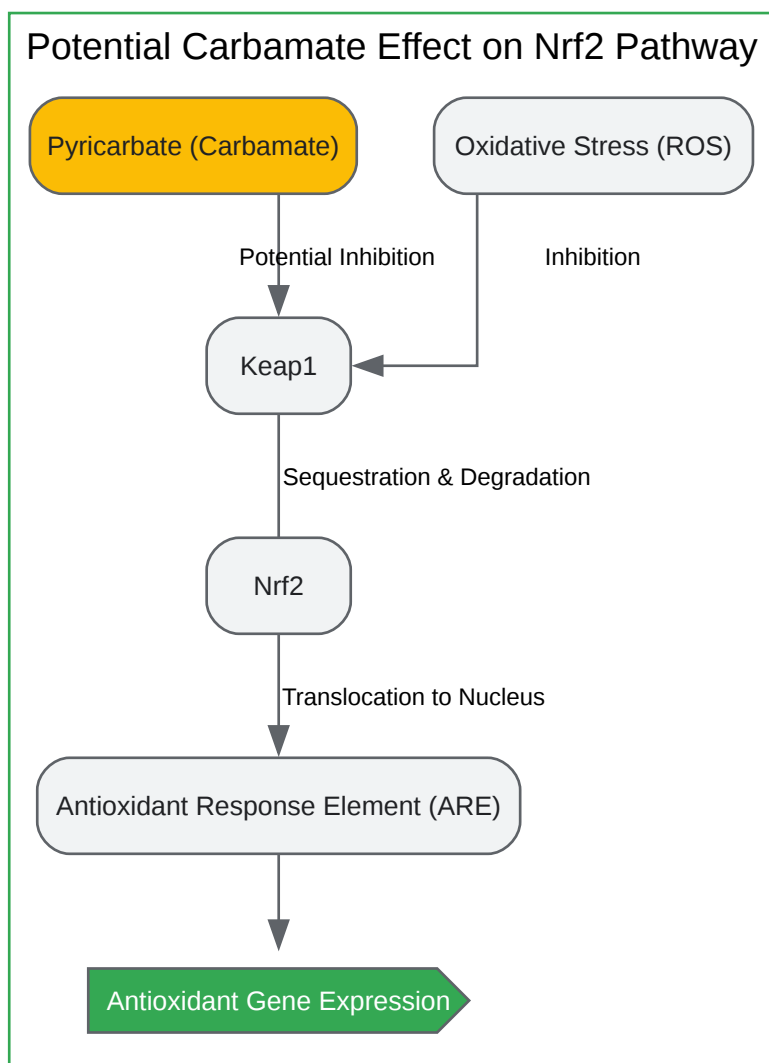 Potential Carbamate Effect on Nrf2 Pathway
Pyricarbate (Carbamate)
Oxidative Stress (ROS)
Potential Inhibition
Inhibition
Keap1
Sequestration & Degradation
Nrf2
Translocation to Nucleus
Antioxidant Response Element (ARE)
Antioxidant Gene Expression